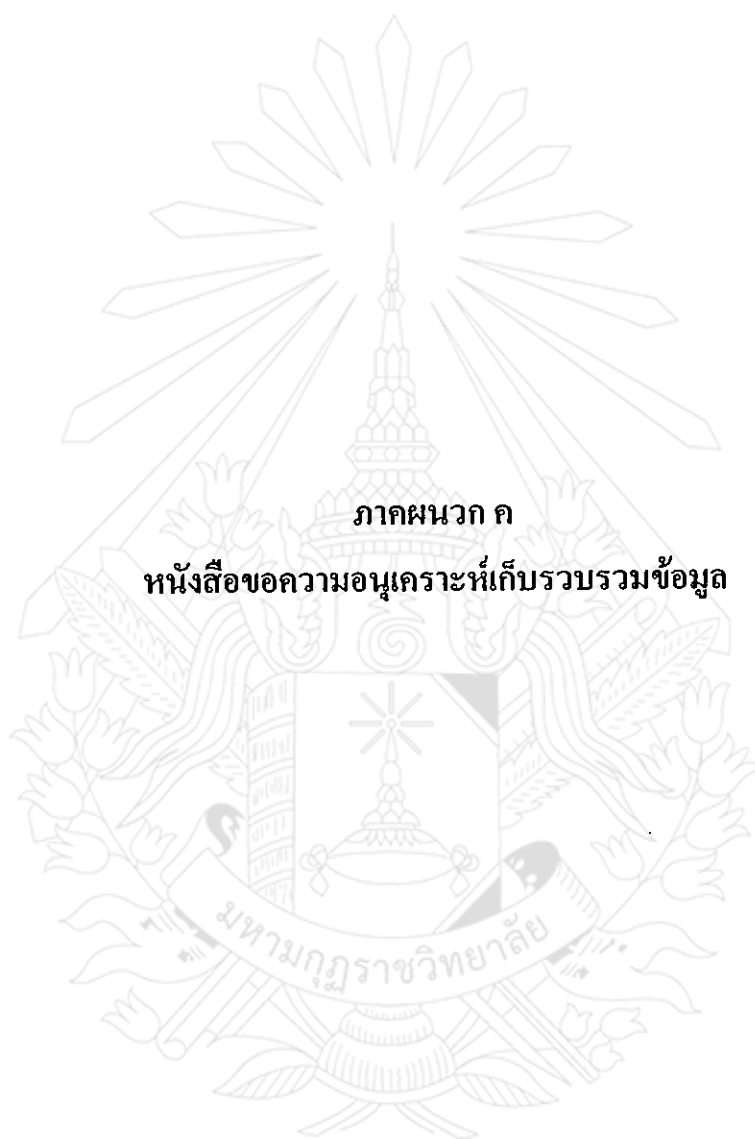 ภาคผนวก ค
หนังสือขอความอนุเคราะห์เก็บรวบรวมข้อมูล
มหามกุฏราชวิทยาลัย